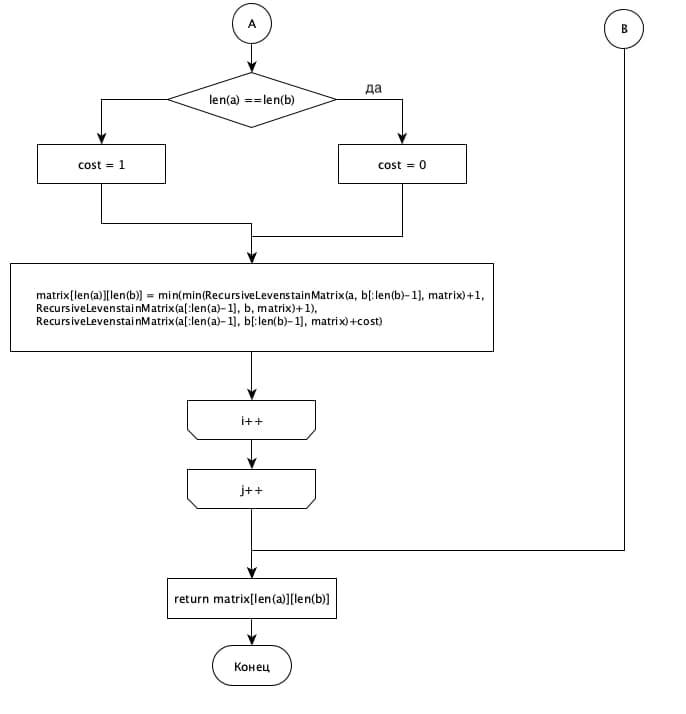 A
B
len(a) ==len(b)
да
cost = 1
cost = 0
matrix[len(a)][len(b)] = min(min(RecursiveLevenstainMatrix(a, b[:len(b)-1], matrix)+1,
RecursiveLevenstainMatrix(a[:len(a)-1], b, matrix)+1),
RecursiveLevenstainMatrix(a[:len(a)-1], b[:len(b)-1], matrix)+cost)
i++
j++
return matrix[len(a)][len(b)]
Конец